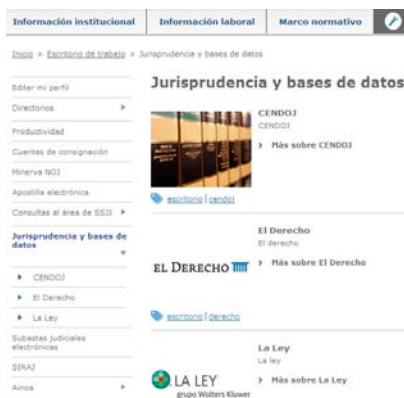 Información institucional
Información laboral
Marco normativo
Inicio » Escritorio de trabajo » Jurisprudencia y bases de datos
Editar mi perfil
Directorios
Productividad
Cuentas de consignación
Minerva NOJ
Apostilla electrónica
Consultas al área de SSJJ
Jurisprudencia y bases de
datos
CENDOJ
El Derecho
La Ley
Subastas judiciales
electrónicas
SIRAJ
Ainoa
Jurisprudencia y bases de datos
CENDOJ
CENDOJ
Más sobre CENDOJ
escritorio | cendoj
El Derecho
El derecho
EL DERECHO
Más sobre El Derecho
escritorio | derecho
La Ley
La ley
LA LEY
grupo Wolters Kluwer
Más sobre La Ley